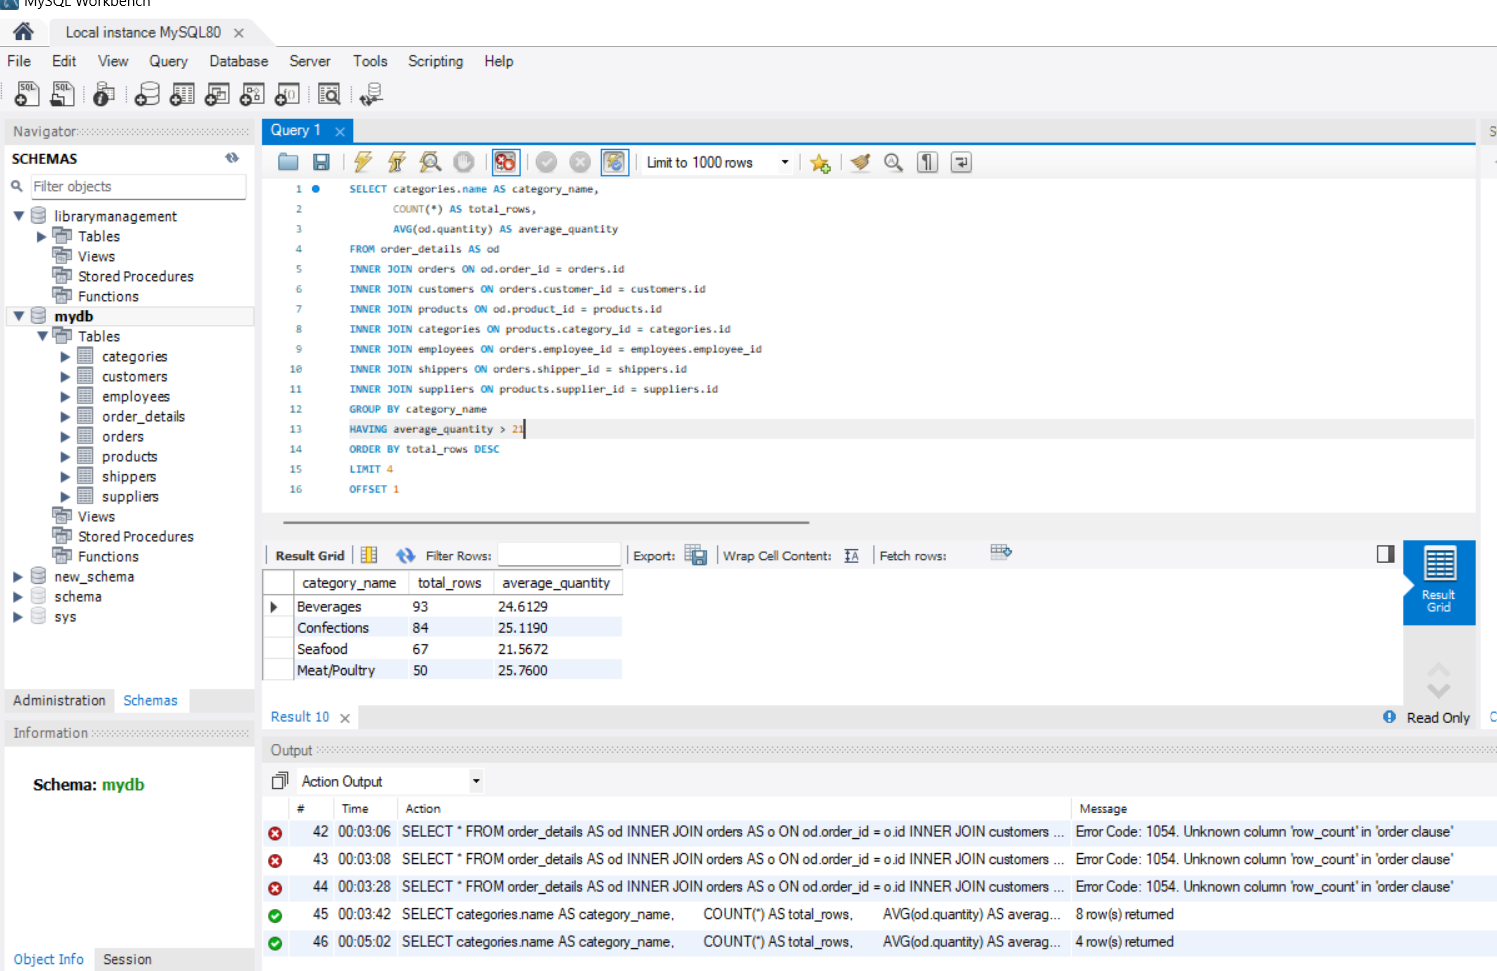 MySQL Workbench
Local instance MySQL80
File Edit View Query Database Server Tools Scripting Help
Navigator
SCHEMAS
Filter objects
librarymanagement
Tables
Views
Stored Procedures
Functions
mydb
Tables
categories
customers
employees
order_details
orders
products
shippers
suppliers
Views
Stored Procedures
Functions
new_schema
schema
sys
Administration Schemas
Information
Schema: mydb
Object Info Session
Query 1
Limit to 1000 rows
1 SELECT categories.name AS category_name,
2 COUNT(*) AS total_rows,
3 AVG(od.quantity) AS average_quantity
4 FROM order_details AS od
5 INNER JOIN orders ON od.order_id = orders.id
6 INNER JOIN customers ON orders.customer_id = customers.id
7 INNER JOIN products ON od.product_id = products.id
8 INNER JOIN categories ON products.category_id = categories.id
9 INNER JOIN employees ON orders.employee_id = employees.employee_id
10 INNER JOIN shippers ON orders.shipper_id = shippers.id
11 INNER JOIN suppliers ON products.supplier_id = suppliers.id
12 GROUP BY category_name
13 HAVING average_quantity > 21
14 ORDER BY total_rows DESC
15 LIMIT 4
16 OFFSET 1
Result Grid Filter Rows: Export: Wrap Cell Content: Fetch rows:
category_name total_rows average_quantity
Beverages 93 24.6129
Confections 84 25.1190
Seafood 67 21.5672
Meat/Poultry 50 25.7600
Result
Grid
Result 10
Read Only
Output
Action Output
# Time Action Message
42 00:03:06 SELECT * FROM order_details AS od INNER JOIN orders AS o ON od.order_id = o.id INNER JOIN customers ... Error Code: 1054. Unknown column 'row_count' in 'order clause'
43 00:03:08 SELECT * FROM order_details AS od INNER JOIN orders AS o ON od.order_id = o.id INNER JOIN customers ... Error Code: 1054. Unknown column 'row_count' in 'order clause'
44 00:03:28 SELECT * FROM order_details AS od INNER JOIN orders AS o ON od.order_id = o.id INNER JOIN customers ... Error Code: 1054. Unknown column 'row_count' in 'order clause'
45 00:03:42 SELECT categories.name AS category_name, COUNT(*) AS total_rows, AVG(od.quantity) AS averag... 8 row(s) returned
46 00:05:02 SELECT categories.name AS category_name, COUNT(*) AS total_rows, AVG(od.quantity) AS averag... 4 row(s) returned